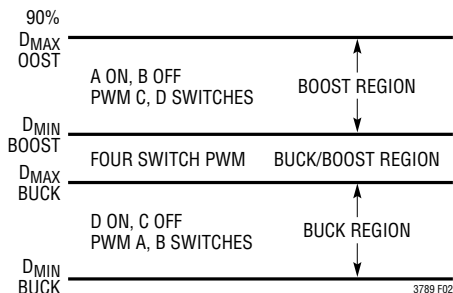 90%
DMAX
OOST
A ON, B OFF
PWM C, D SWITCHES
BOOST REGION
DMIN
BOOST
FOUR SWITCH PWM
BUCK/BOOST REGION
DMAX
BUCK
D ON, C OFF
PWM A, B SWITCHES
BUCK REGION
DMIN
BUCK
3789 F02